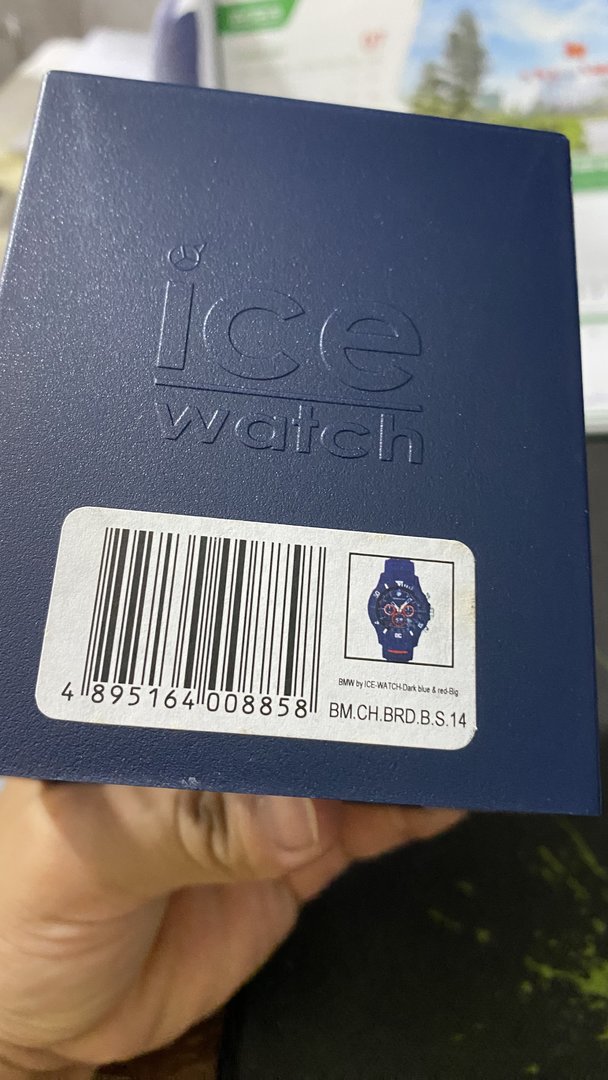 ice
watch
4 895164 008858
BMW by ICE-WATCH-Dark blue & red-Big
BM.CH.BRD.B.S.14